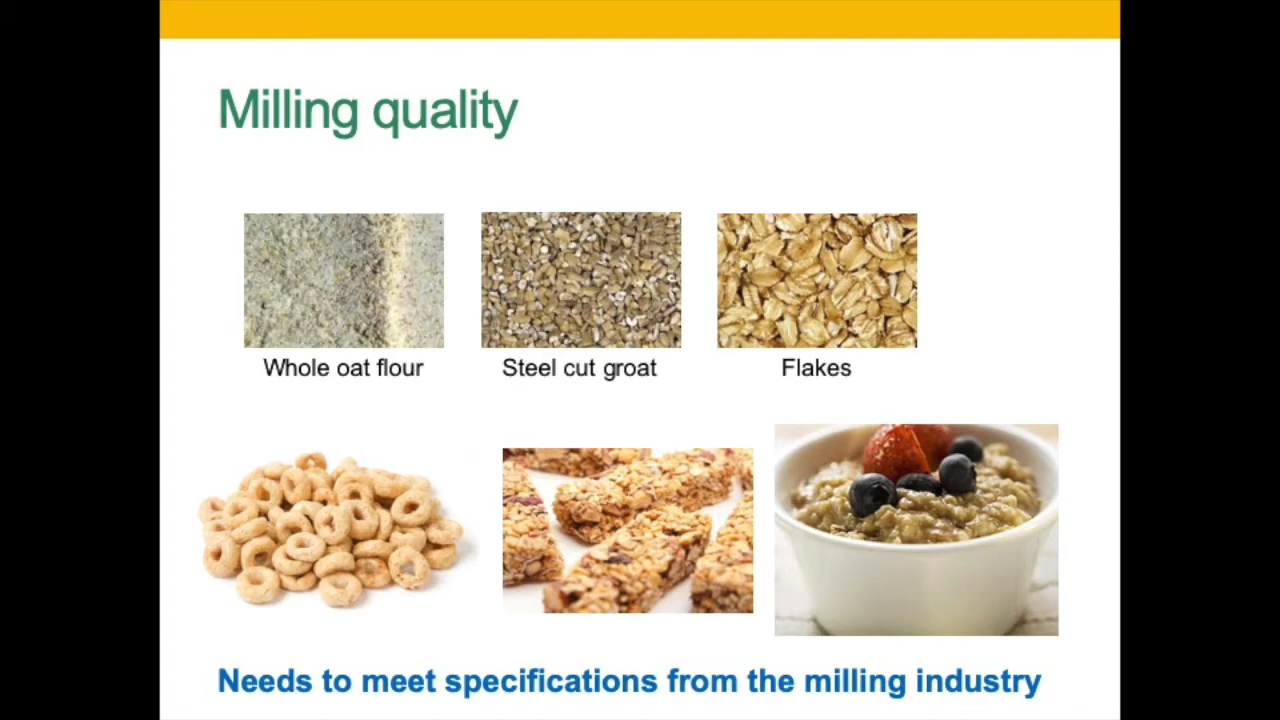 Milling quality
Whole oat flour
Steel cut groat
Flakes
Needs to meet specifications from the milling industry